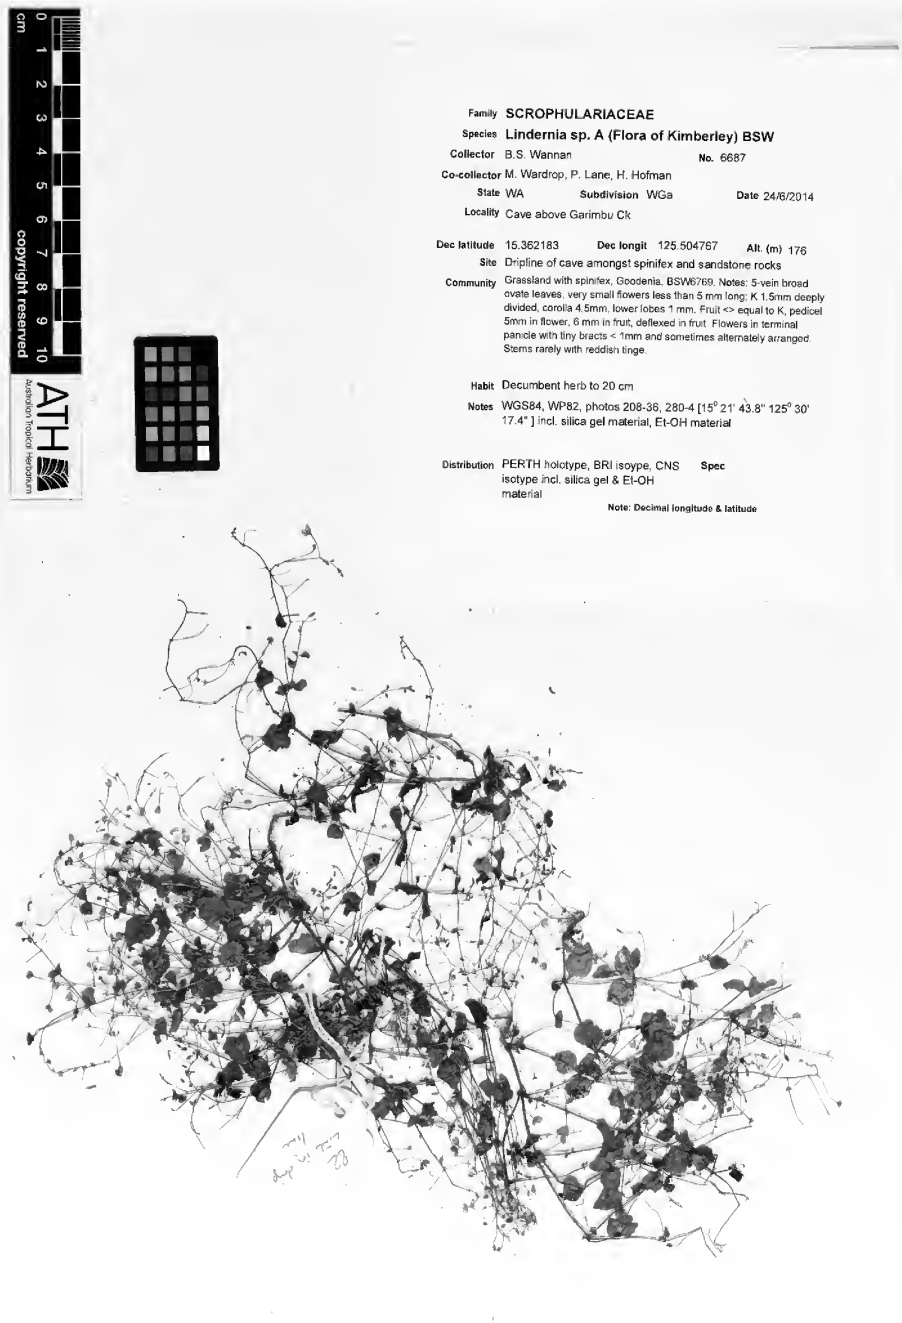 0
cm
1
2
3
4
5
6
7
8
9
10
copyright reserved
ATH
Australian Tropical Herbarium
Family SCROPHULARIACEAE
Species Lindernia sp. A (Flora of Kimberley) BSW
Collector B.S. Wannan No. 6687
Co-collector M. Wardrop, P. Lane, H. Hofman
State WA Subdivision WGa Date 24/6/2014
Locality Cave above Garimbu Ck
Dec latitude 15.362183 Dec longit 125.504767 Alt. (m) 176
Site Dripline of cave amongst spinifex and sandstone rocks
Community Grassland with spinifex, Goodenia, BSW6769. Notes: 5-vein broad
ovate leaves, very small flowers less than 5 mm long; K 1.5mm deeply
divided, corolla 4.5mm, lower lobes 1 mm. Fruit <> equal to K, pedicel
5mm in flower, 6 mm in fruit, deflexed in fruit. Flowers in terminal
panicle with tiny bracts < 1mm and sometimes alternately arranged.
Stems rarely with reddish tinge.
Habit Decumbent herb to 20 cm
Notes WGS84, WP82, photos 208-36, 280-4 [15° 21' 43.8" 125° 30'
17.4" ] incl. silica gel material, Et-OH material
Distribution PERTH holotype, BRI isoype, CNS Spec
isotype incl. silica gel & Et-OH
material
Note: Decimal longitude & latitude
82
in drip
line